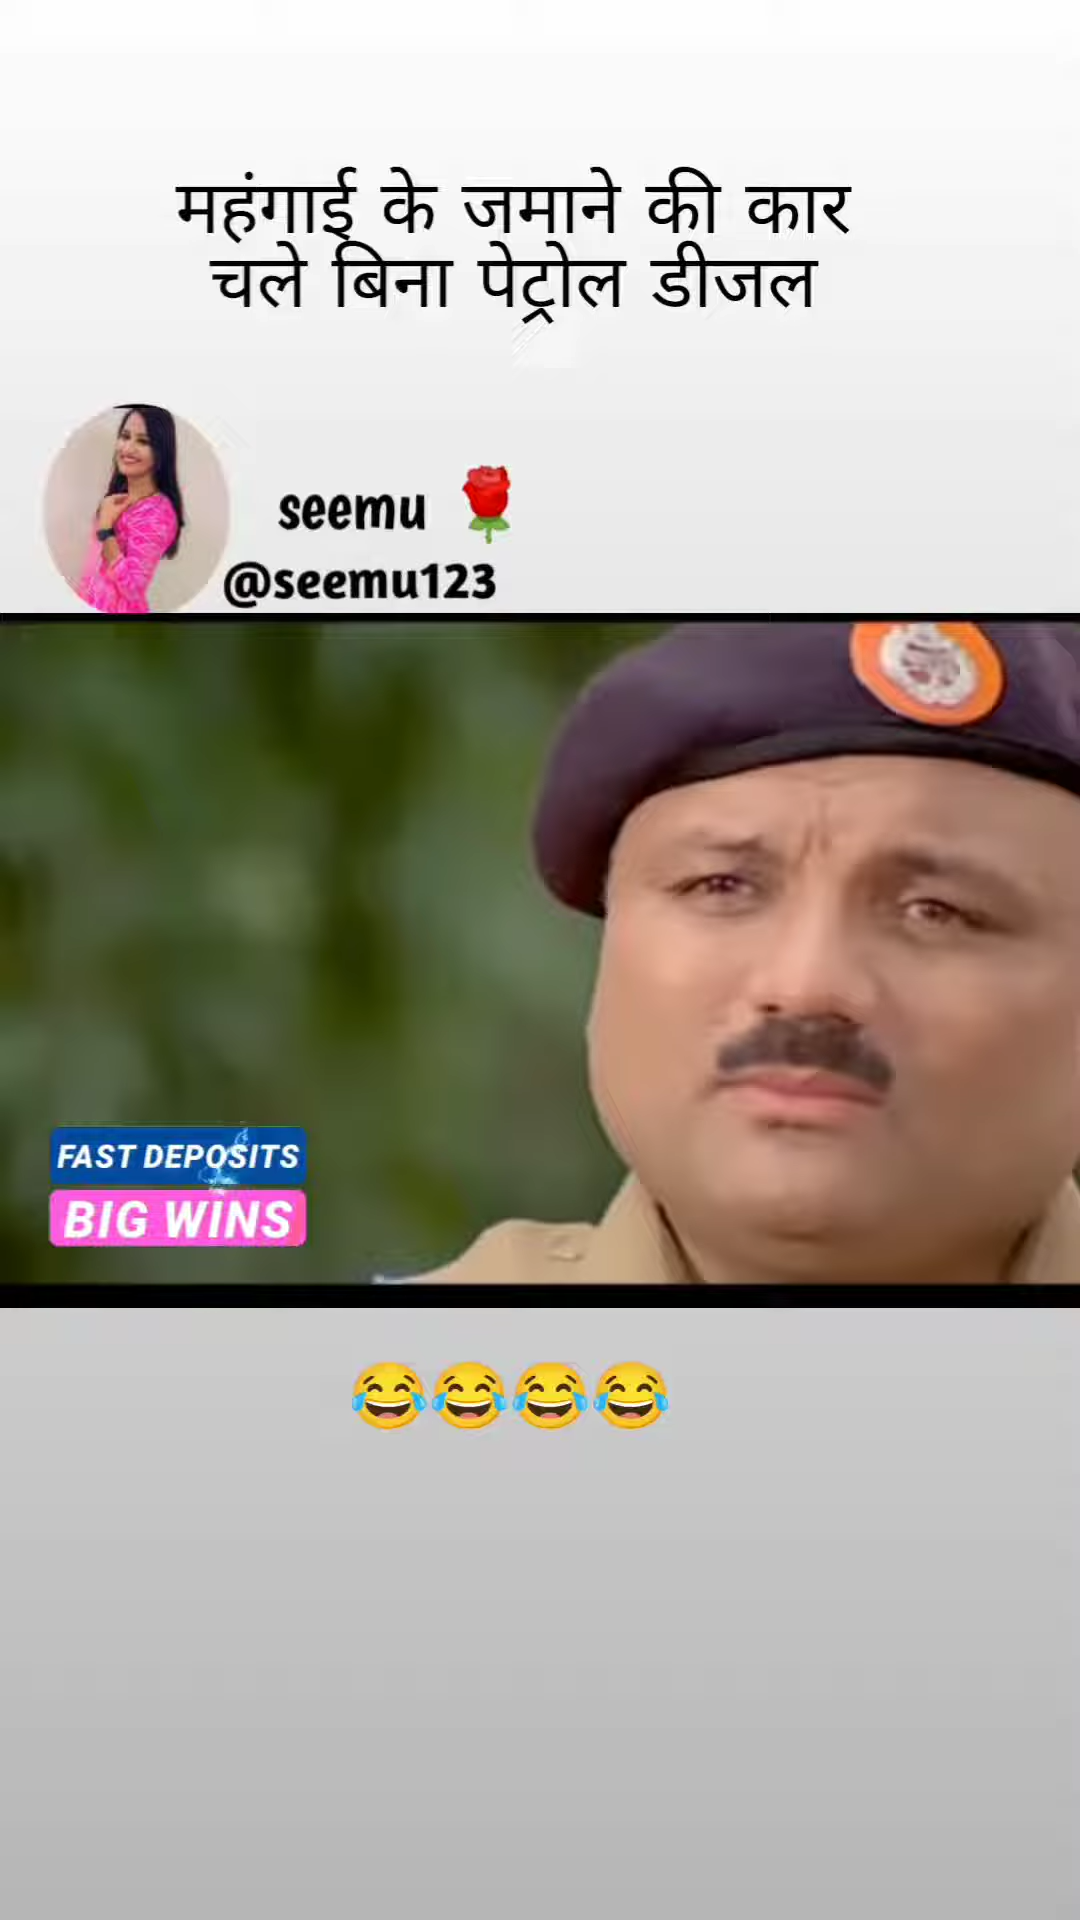 महंगाई के जमाने की कार
चले बिना पेट्रोल डीजल
seemu 🌹
@seemu123
FAST DEPOSITS
BIG WINS
😂😂😂😂